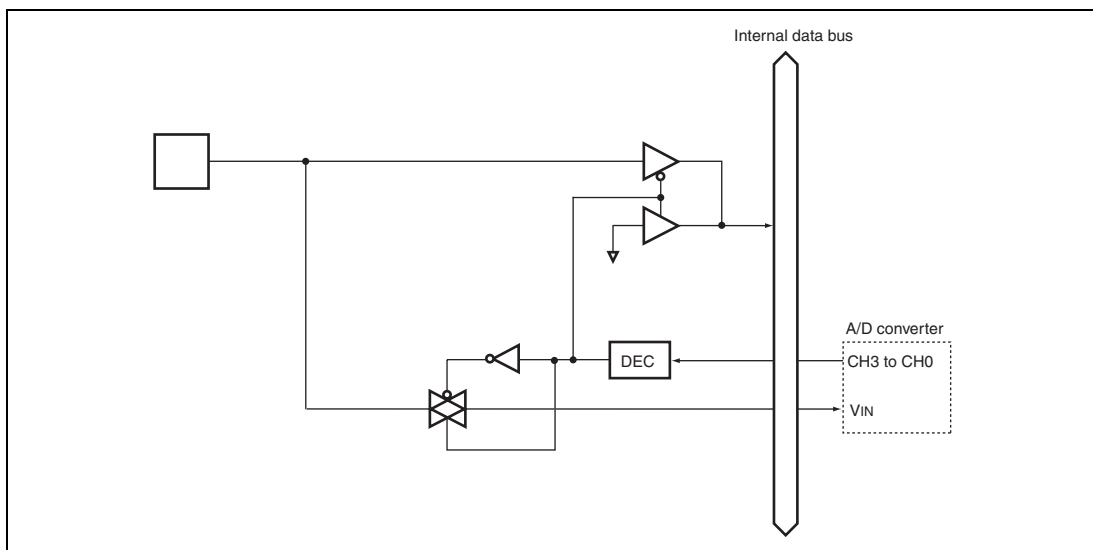 Internal data bus
A/D converter
DEC
CH3 to CH0
VIN